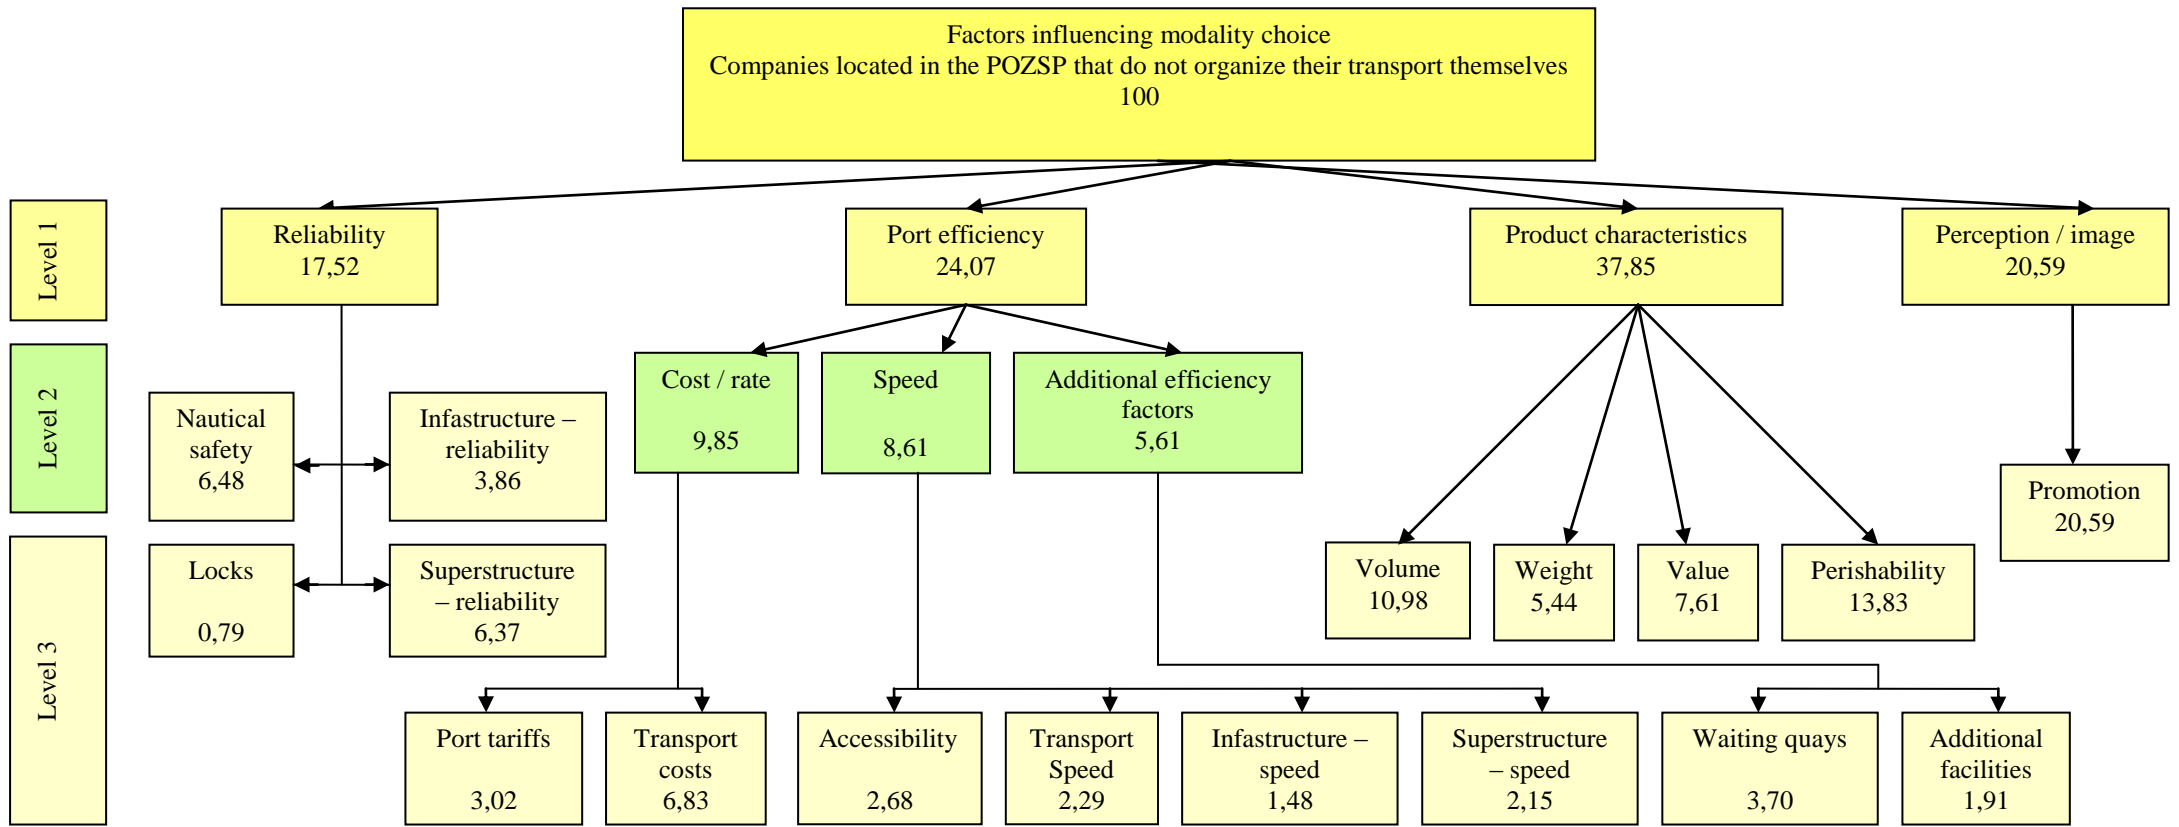 Factors influencing modality choice
Companies located in the POZSP that do not organize their transport themselves
100
Level 1
Reliability
17,52
Port efficiency
24,07
Product characteristics
37,85
Perception / image
20,59
Level 2
Cost / rate
9,85
Speed
8,61
Additional efficiency
factors
5,61
Nautical
safety
6,48
Infastructure –
reliability
3,86
Promotion
20,59
Level 3
Locks
0,79
Superstructure
– reliability
6,37
Volume
10,98
Weight
5,44
Value
7,61
Perishability
13,83
Port tariffs
3,02
Transport
costs
6,83
Accessibility
2,68
Transport
Speed
2,29
Infastructure –
speed
1,48
Superstructure
– speed
2,15
Waiting quays
3,70
Additional
facilities
1,91